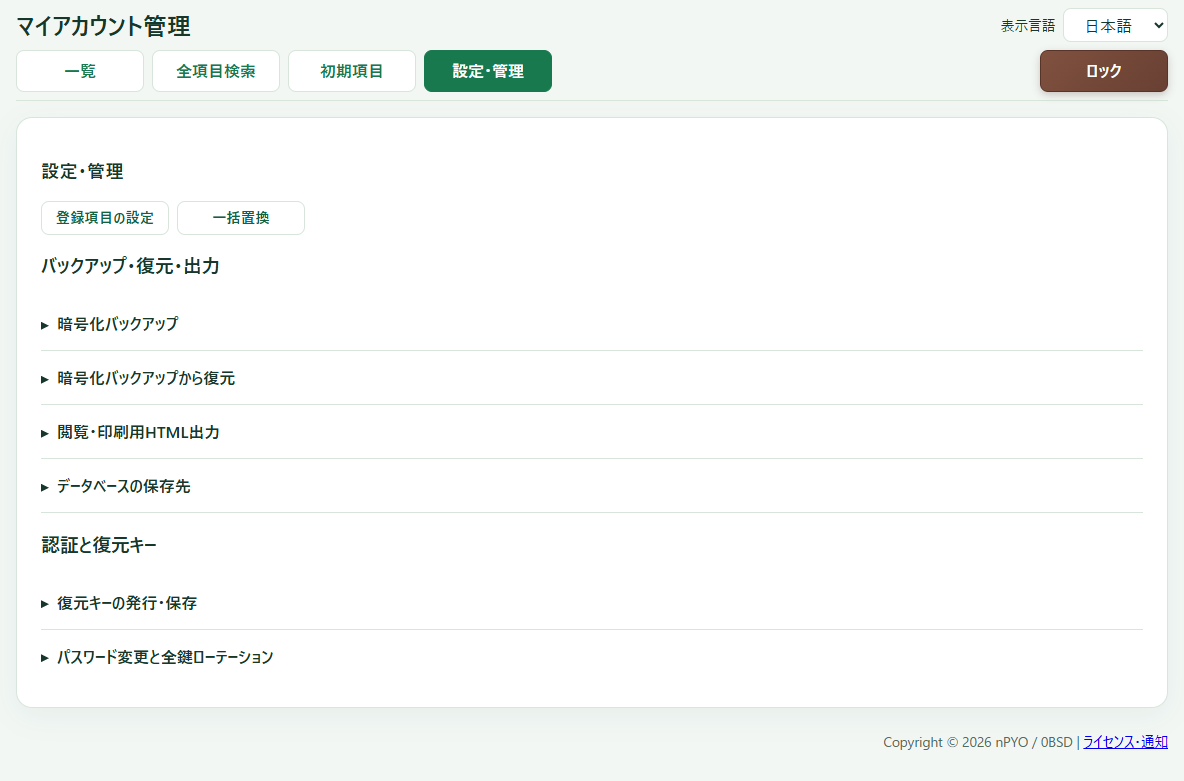 マイアカウント管理
表示言語 日本語
一覧 全項目検索 初期項目 設定・管理 ロック
設定・管理
登録項目の設定 一括置換
バックアップ・復元・出力
▶ 暗号化バックアップ
▶ 暗号化バックアップから復元
▶ 閲覧・印刷用HTML出力
▶ データベースの保存先
認証と復元キー
▶ 復元キーの発行・保存
▶ パスワード変更と全鍵ローテーション
Copyright © 2026 nPYO / 0BSD | ライセンス・通知